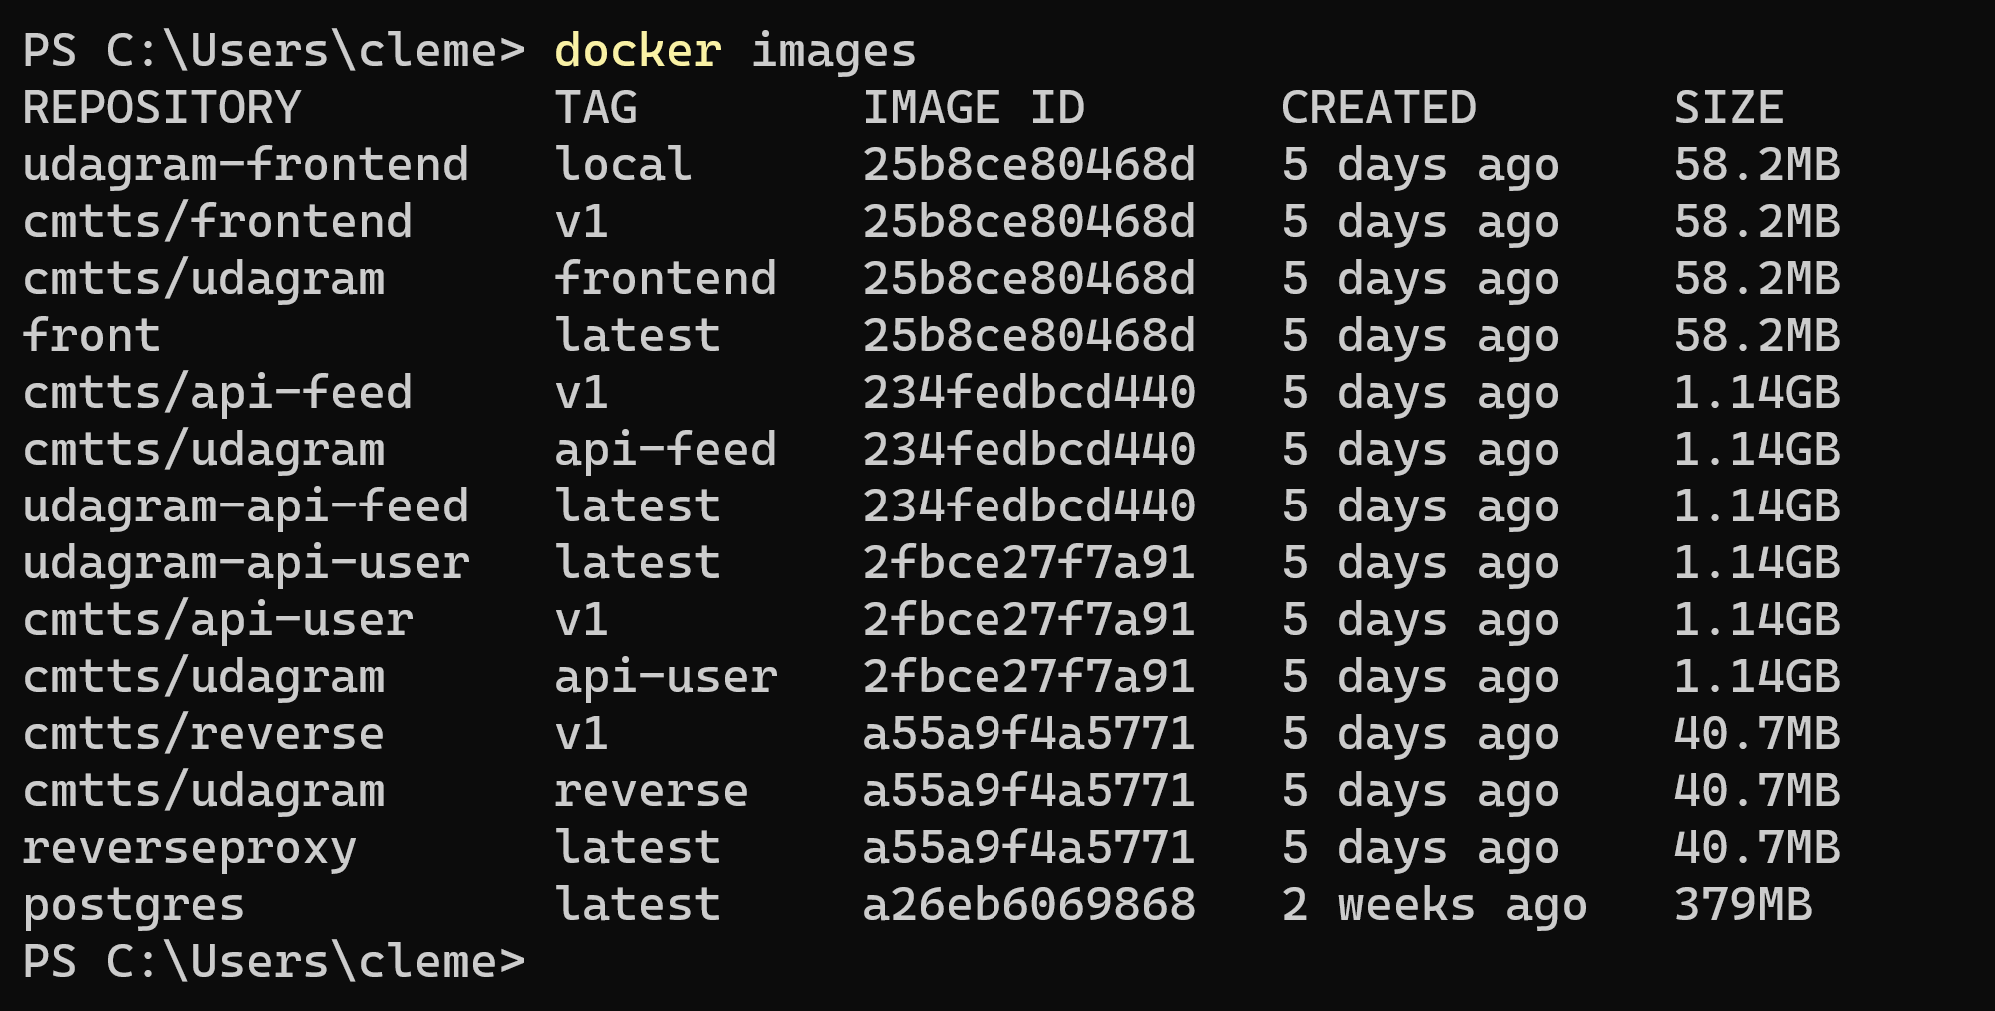 PS C:\Users\cleme> docker images
REPOSITORY TAG IMAGE ID CREATED SIZE
udagram-frontend local 25b8ce80468d 5 days ago 58.2MB
cmtts/frontend v1 25b8ce80468d 5 days ago 58.2MB
cmtts/udagram frontend 25b8ce80468d 5 days ago 58.2MB
front latest 25b8ce80468d 5 days ago 58.2MB
cmtts/api-feed v1 234fedbcd440 5 days ago 1.14GB
cmtts/udagram api-feed 234fedbcd440 5 days ago 1.14GB
udagram-api-feed latest 234fedbcd440 5 days ago 1.14GB
udagram-api-user latest 2fbce27f7a91 5 days ago 1.14GB
cmtts/api-user v1 2fbce27f7a91 5 days ago 1.14GB
cmtts/udagram api-user 2fbce27f7a91 5 days ago 1.14GB
cmtts/reverse v1 a55a9f4a5771 5 days ago 40.7MB
cmtts/udagram reverse a55a9f4a5771 5 days ago 40.7MB
reverseproxy latest a55a9f4a5771 5 days ago 40.7MB
postgres latest a26eb6069868 2 weeks ago 379MB
PS C:\Users\cleme>